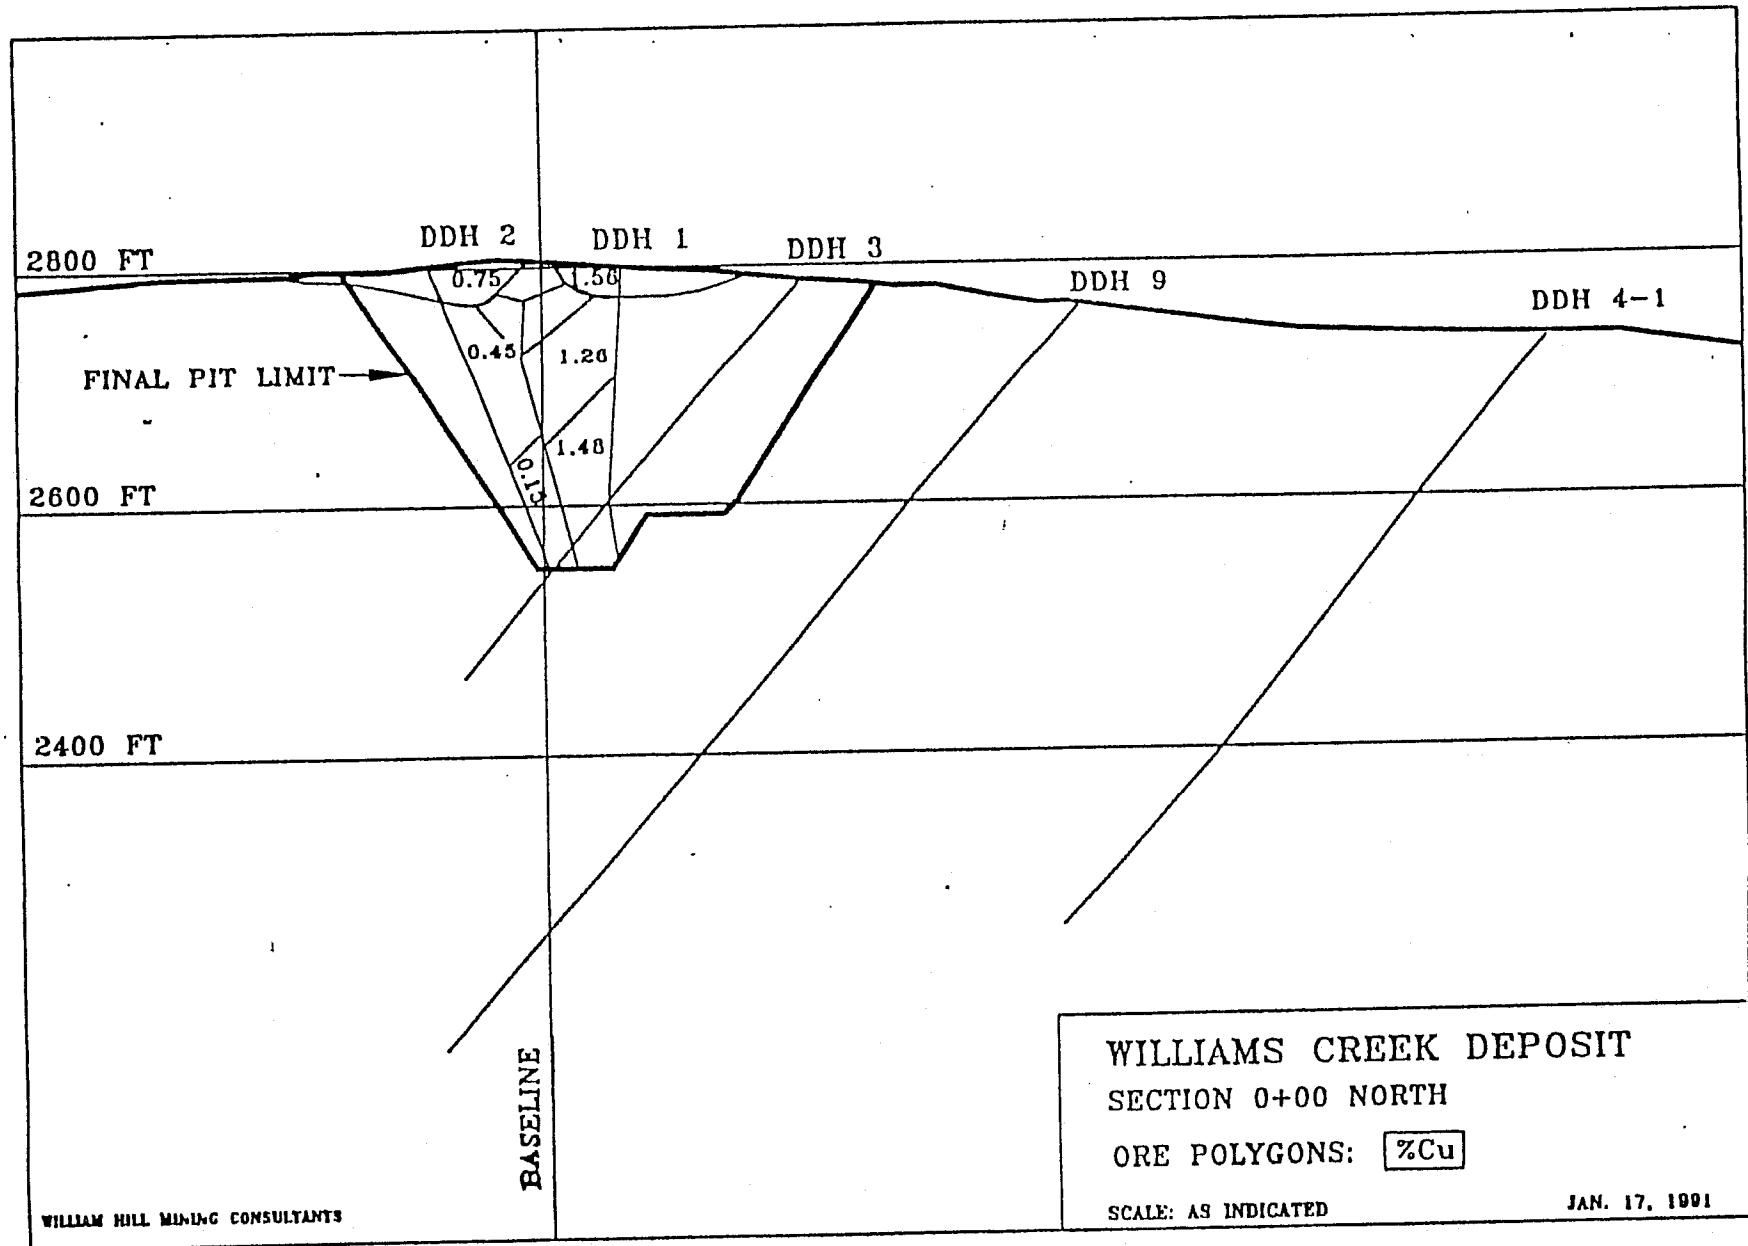 DDH 2
DDH 1
DDH 3
2800 FT
0.75
1.56
DDH 9
DDH 4-1
0.45
1.26
FINAL PIT LIMIT
1.48
0.15
2600 FT
2400 FT
BASELINE
WILLIAMS CREEK DEPOSIT
SECTION 0+00 NORTH
ORE POLYGONS: %Cu
SCALE: AS INDICATED
JAN. 17, 1991
WILLIAM HILL MINING CONSULTANTS